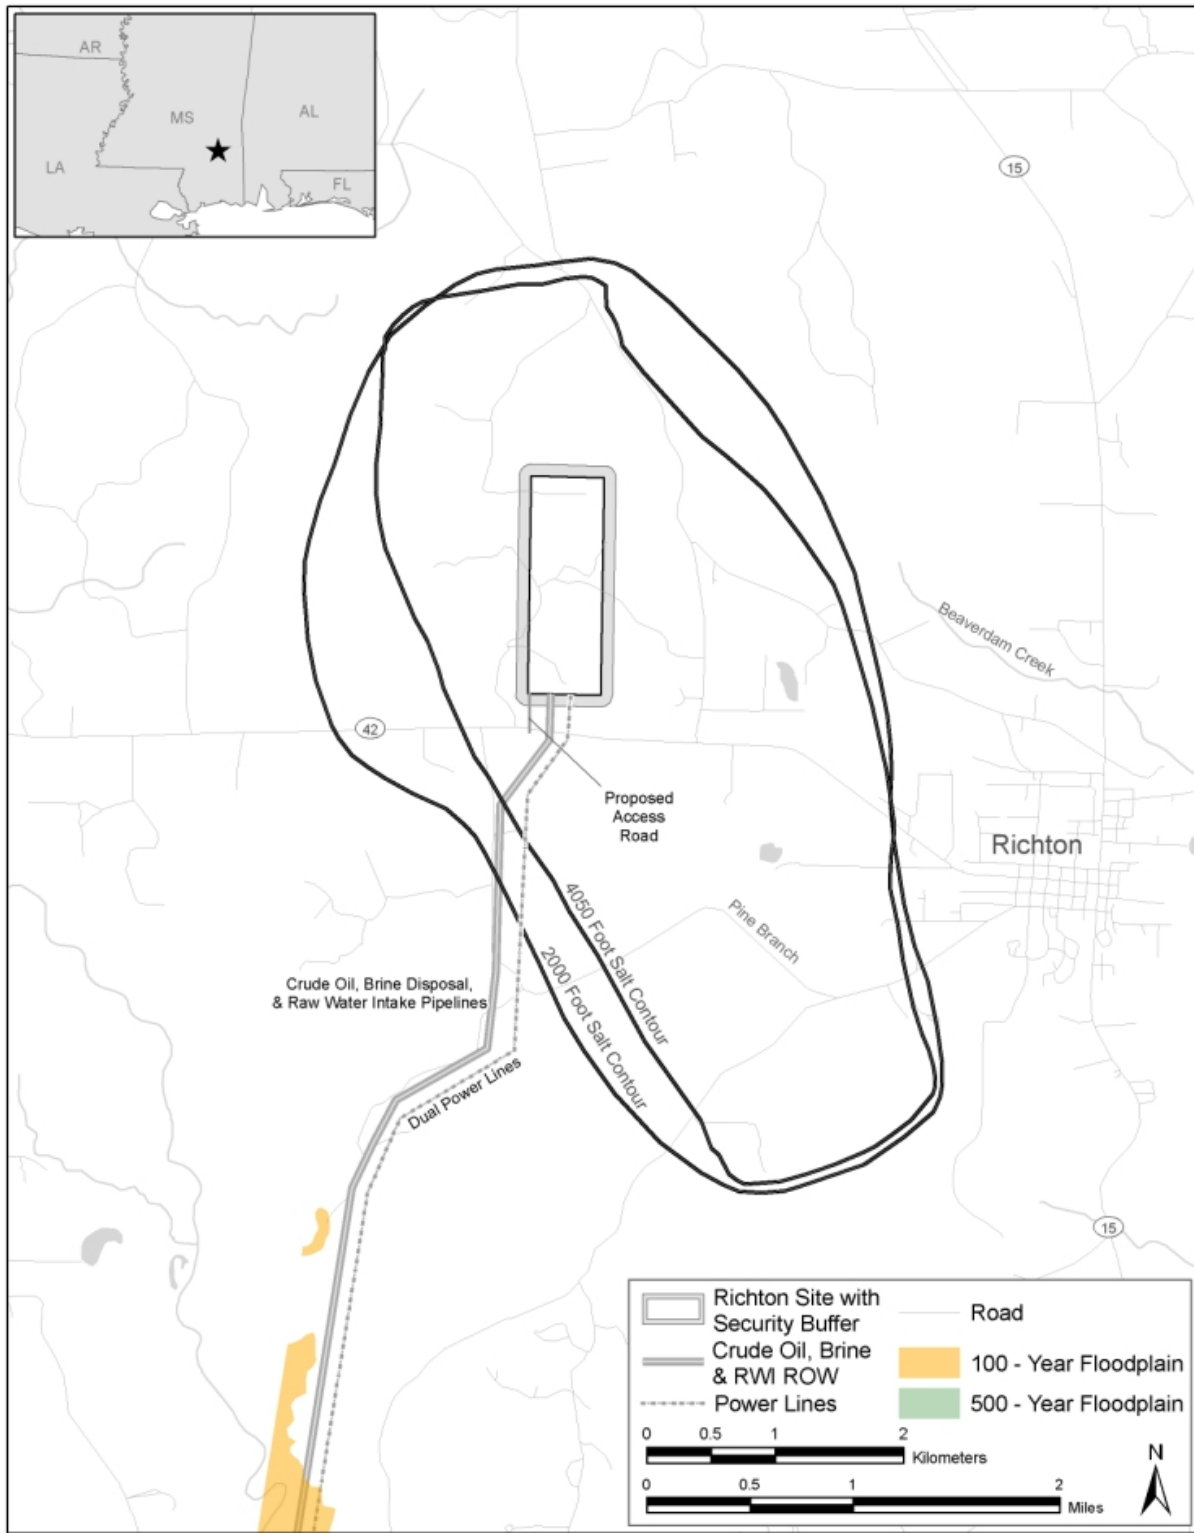 AR
MS
AL
LA
FL
15
42
Beaverdam Creek
Proposed
Access
Road
Richton
4050 Foot Salt Contour
2000 Foot Salt Contour
Pine Branch
Crude Oil, Brine Disposal,
& Raw Water Intake Pipelines
Dual Power Lines
15
Richton Site with
Security Buffer
Crude Oil, Brine
& RWI ROW
Power Lines
Road
100 - Year Floodplain
500 - Year Floodplain
0 0.5 1 2
Kilometers
0 0.5 1 2
Miles
N